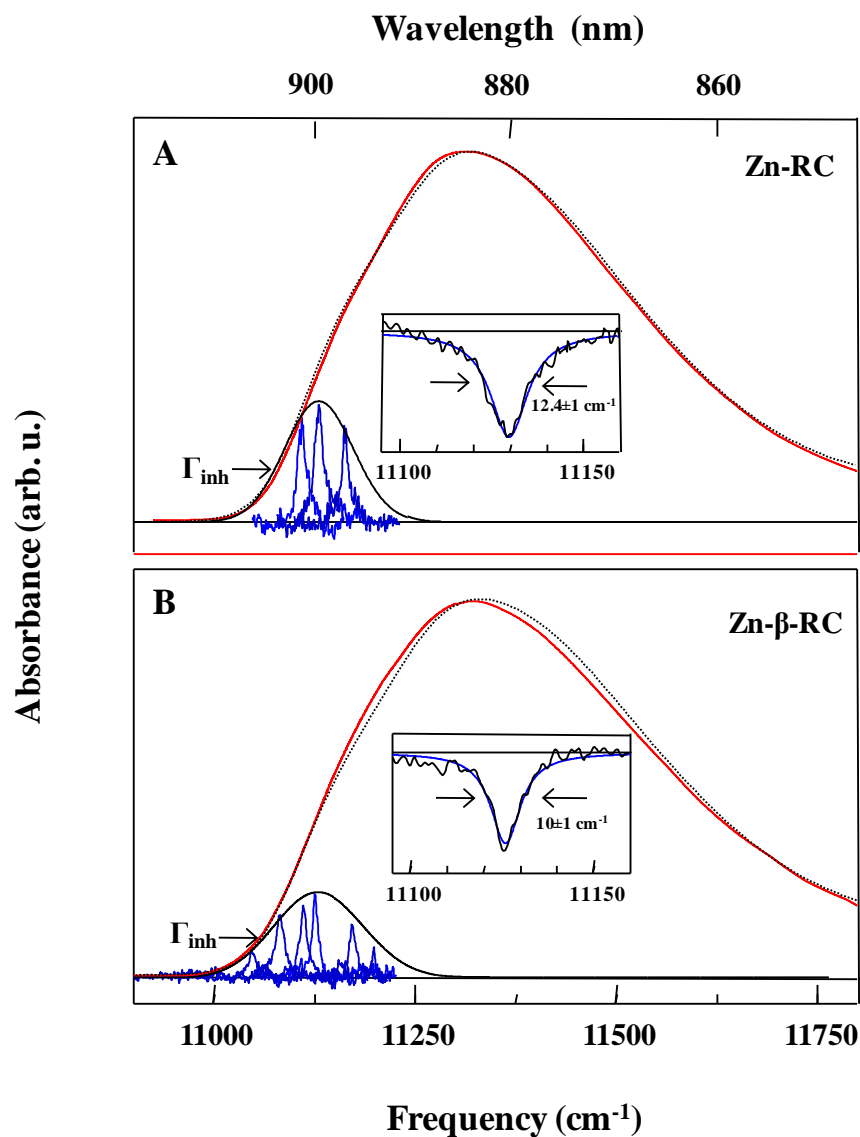 Wavelength (nm)
900 880 860
A
Zn-RC
12.4±1 cm⁻¹
11100 11150
Γinh
B
Zn-β-RC
10±1 cm⁻¹
11100 11150
Γinh
Absorbance (arb. u.)
11000 11250 11500 11750
Frequency (cm⁻¹)